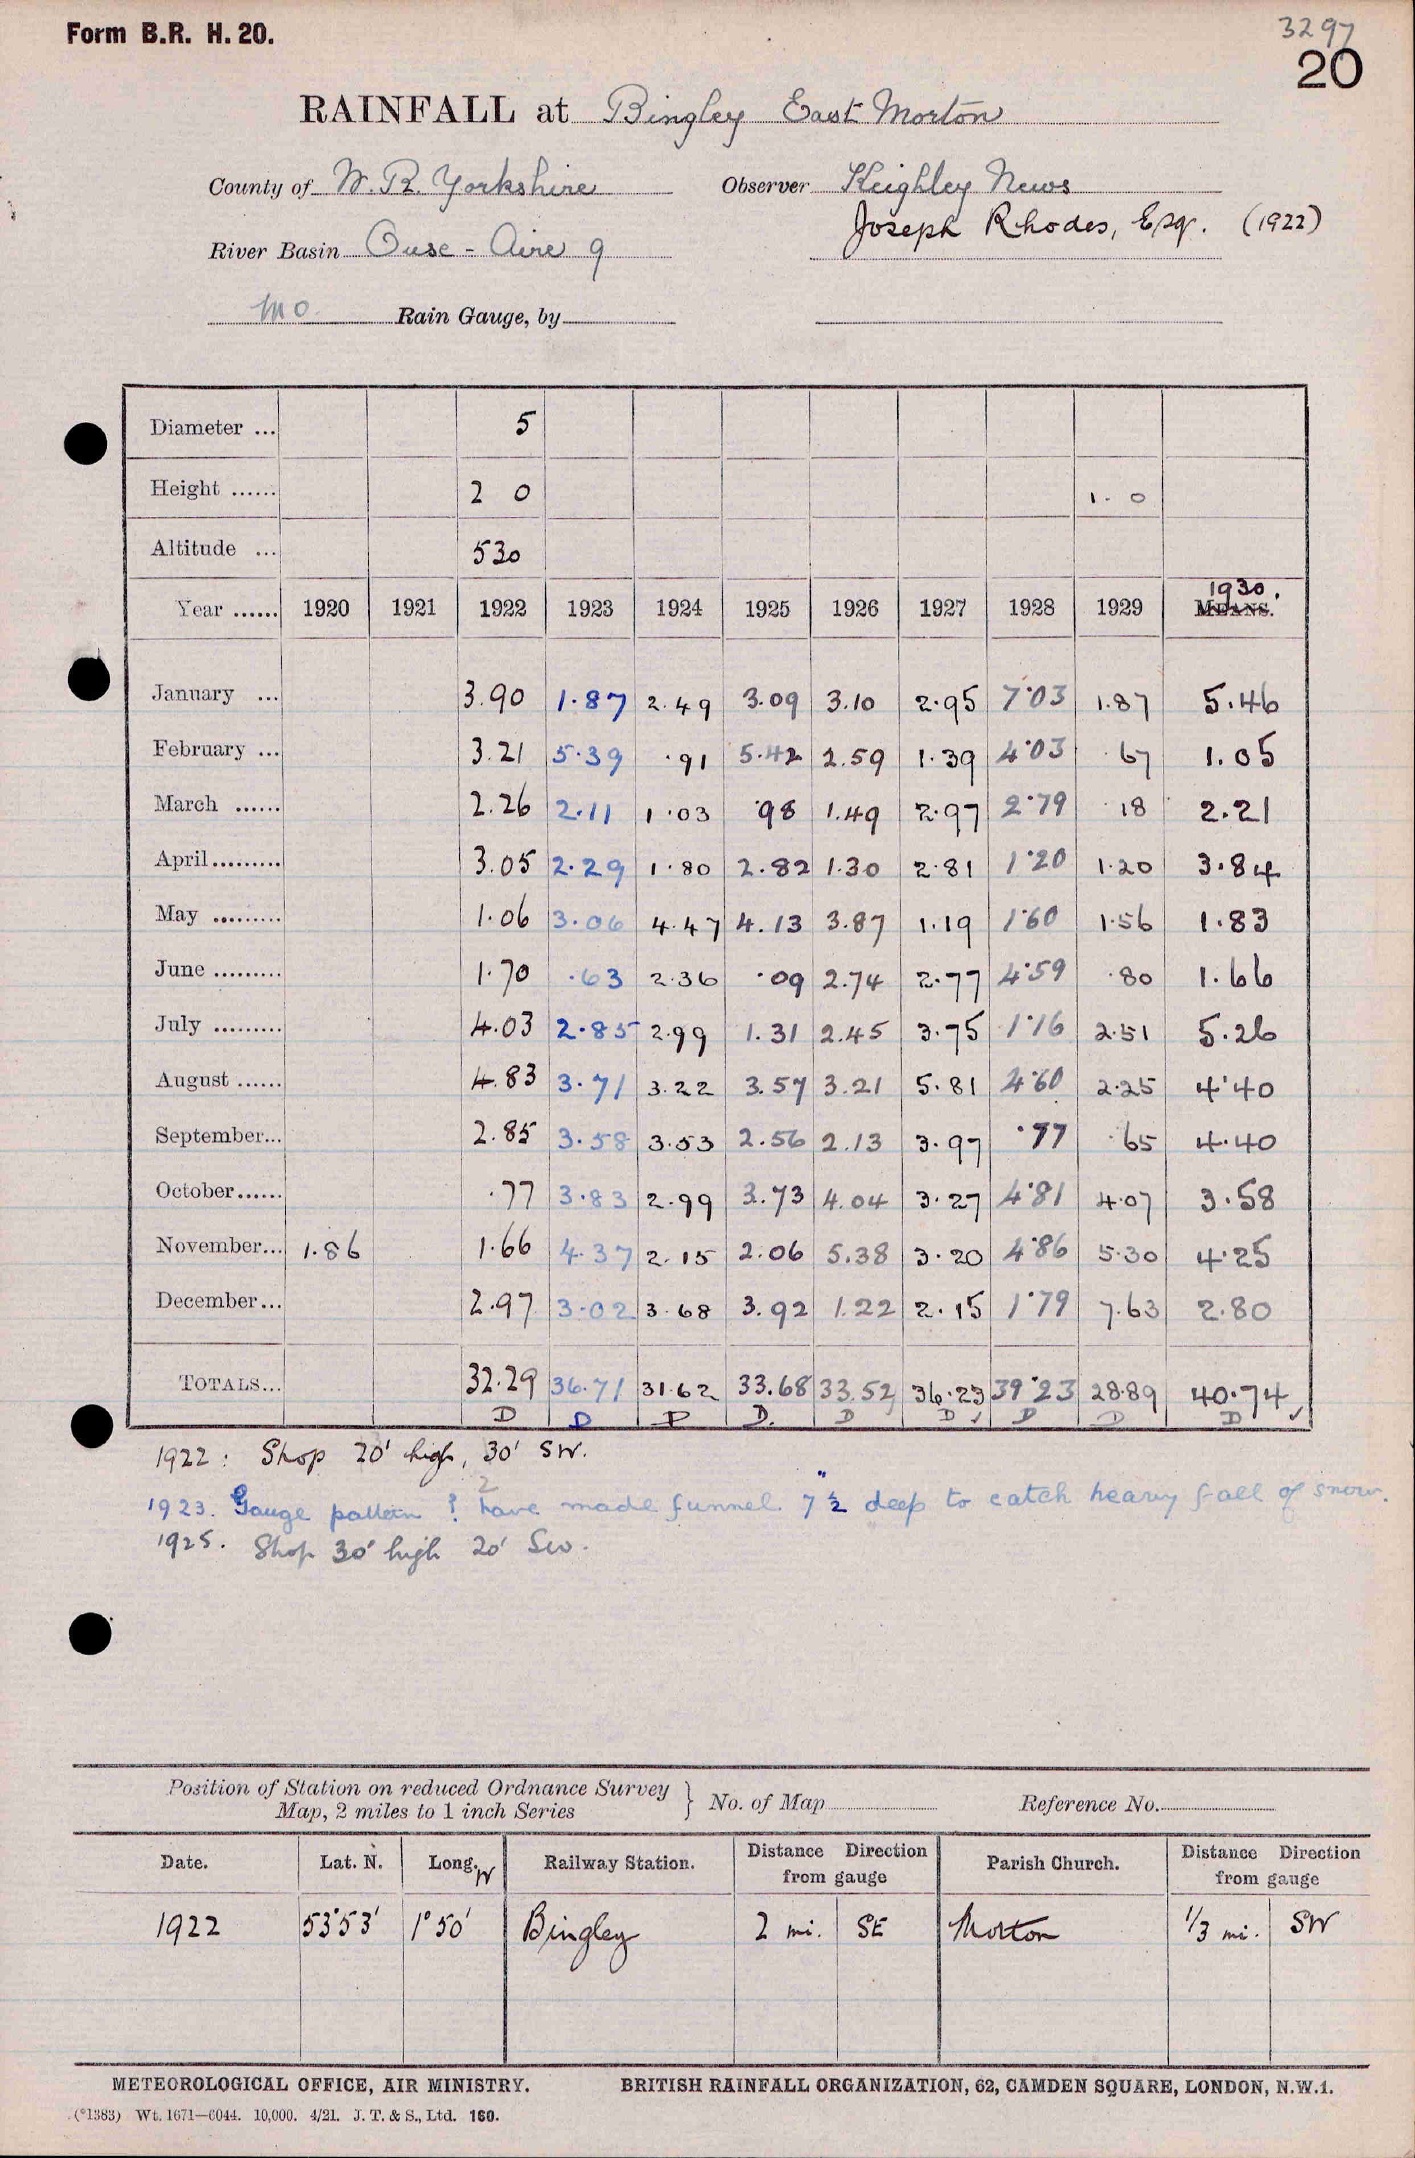 Form B.R. H. 20.
3297
20
RAINFALL at Bingley East Morton
County of W. R. Yorkshire Observer Keighley News
Joseph Rhodes, Esq. (1922)
River Basin Ouse - Aire 9
MO Rain Gauge, by
Diameter ... 5
Height ...... 2 0 1. 0
Altitude ... 530
1930.
Year ...... 1920 1921 1922 1923 1924 1925 1926 1927 1928 1929 MEANS.
January ... 3.90 1.87 2.49 3.09 3.10 2.95 7.03 1.87 5.46
February ... 3.21 5.39 .91 5.42 2.59 1.39 4.03 .67 1.05
March ...... 2.26 2.11 1.03 .98 1.49 2.97 2.79 .18 2.21
April ......... 3.05 2.29 1.80 2.82 1.30 2.81 1.20 1.20 3.84
May ......... 1.06 3.06 4.47 4.13 3.87 1.19 1.60 1.56 1.83
June ......... 1.70 .63 2.36 .09 2.74 2.77 4.59 .80 1.66
July ......... 4.03 2.85 2.99 1.31 2.45 3.75 1.16 2.51 5.26
August ...... 4.83 3.71 3.22 3.57 3.21 5.81 4.60 2.25 4.40
September... 2.85 3.58 3.53 2.56 2.13 3.97 .77 .65 4.40
October ...... .77 3.83 2.99 3.73 4.04 3.27 4.81 4.07 3.58
November... 1.86 1.66 4.37 2.15 2.06 5.38 3.20 4.86 5.30 4.25
December ... 2.97 3.02 3.68 3.92 1.22 2.15 1.79 7.63 2.80
TOTALS... 32.29 36.71 31.62 33.68 33.52 36.23 39.23 28.89 40.74
D D D D. D D ✓ D D D ✓
1922: Shop 20' high, 30' SW.
1923. Gauge pattern ? 2 have made funnel. 7½" deep to catch heavy fall of snow.
1925. Shop 30' high 20' SW.
Position of Station on reduced Ordnance Survey
Map, 2 miles to 1 inch Series } No. of Map Reference No.
Date. Lat. N. Long. W Railway Station. Distance Direction from gauge Parish Church. Distance Direction from gauge
1922 53°53' 1°50' Bingley 2 mi. SE Morton 1/3 mi. SW
METEOROLOGICAL OFFICE, AIR MINISTRY. BRITISH RAINFALL ORGANIZATION, 62, CAMDEN SQUARE, LONDON, N.W.1.
(*1383) Wt. 1671—6044. 10,000. 4/21. J. T. & S., Ltd. 160.